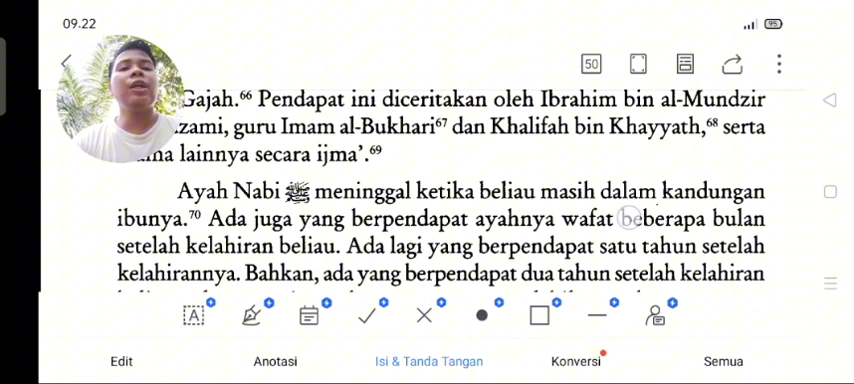 09.22
95
50
Gajah.⁶⁶ Pendapat ini diceritakan oleh Ibrahim bin al-Mundzir
zami, guru Imam al-Bukhari⁶⁷ dan Khalifah bin Khayyath,⁶⁸ serta
lainnya secara ijma’.⁶⁹
Ayah Nabi ﷺ meninggal ketika beliau masih dalam kandungan
ibunya.⁷⁰ Ada juga yang berpendapat ayahnya wafat beberapa bulan
setelah kelahiran beliau. Ada lagi yang berpendapat satu tahun setelah
kelahirannya. Bahkan, ada yang berpendapat dua tahun setelah kelahiran
A
Edit Anotasi Isi & Tanda Tangan Konversi Semua